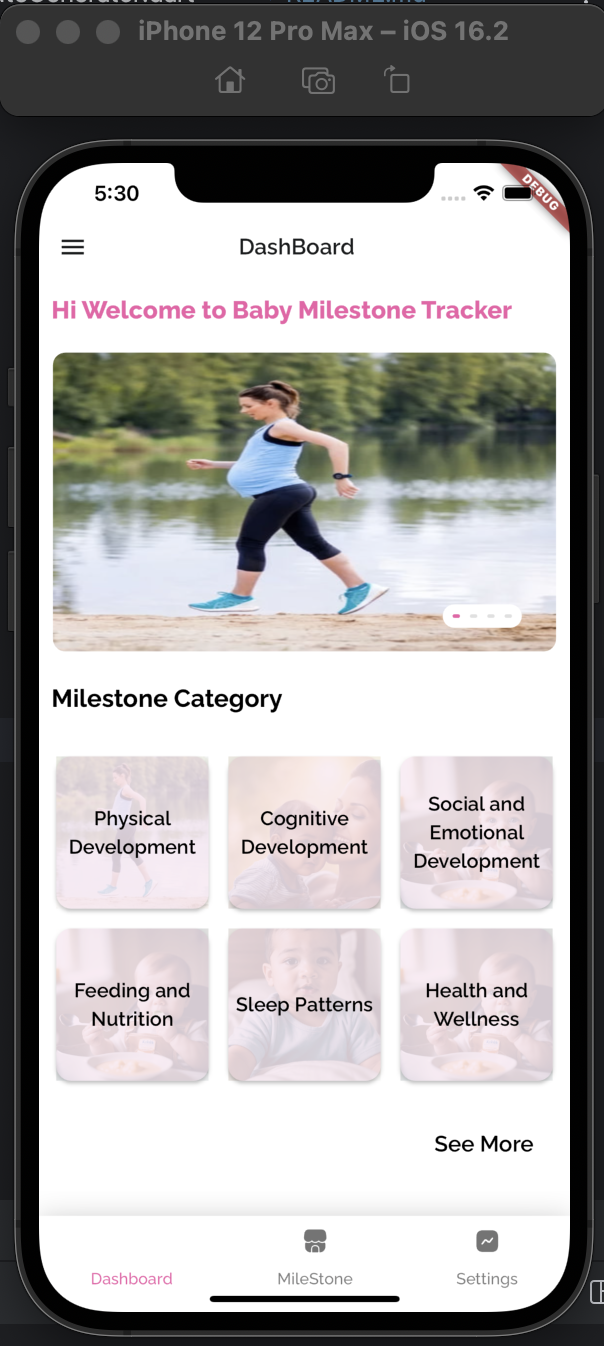 README.md
iPhone 12 Pro Max – iOS 16.2
5:30
DEBUG
DashBoard
Hi Welcome to Baby Milestone Tracker
Milestone Category
Physical
Development
Cognitive
Development
Social and
Emotional
Development
Feeding and
Nutrition
Sleep Patterns
Health and
Wellness
See More
Dashboard
MileStone
Settings